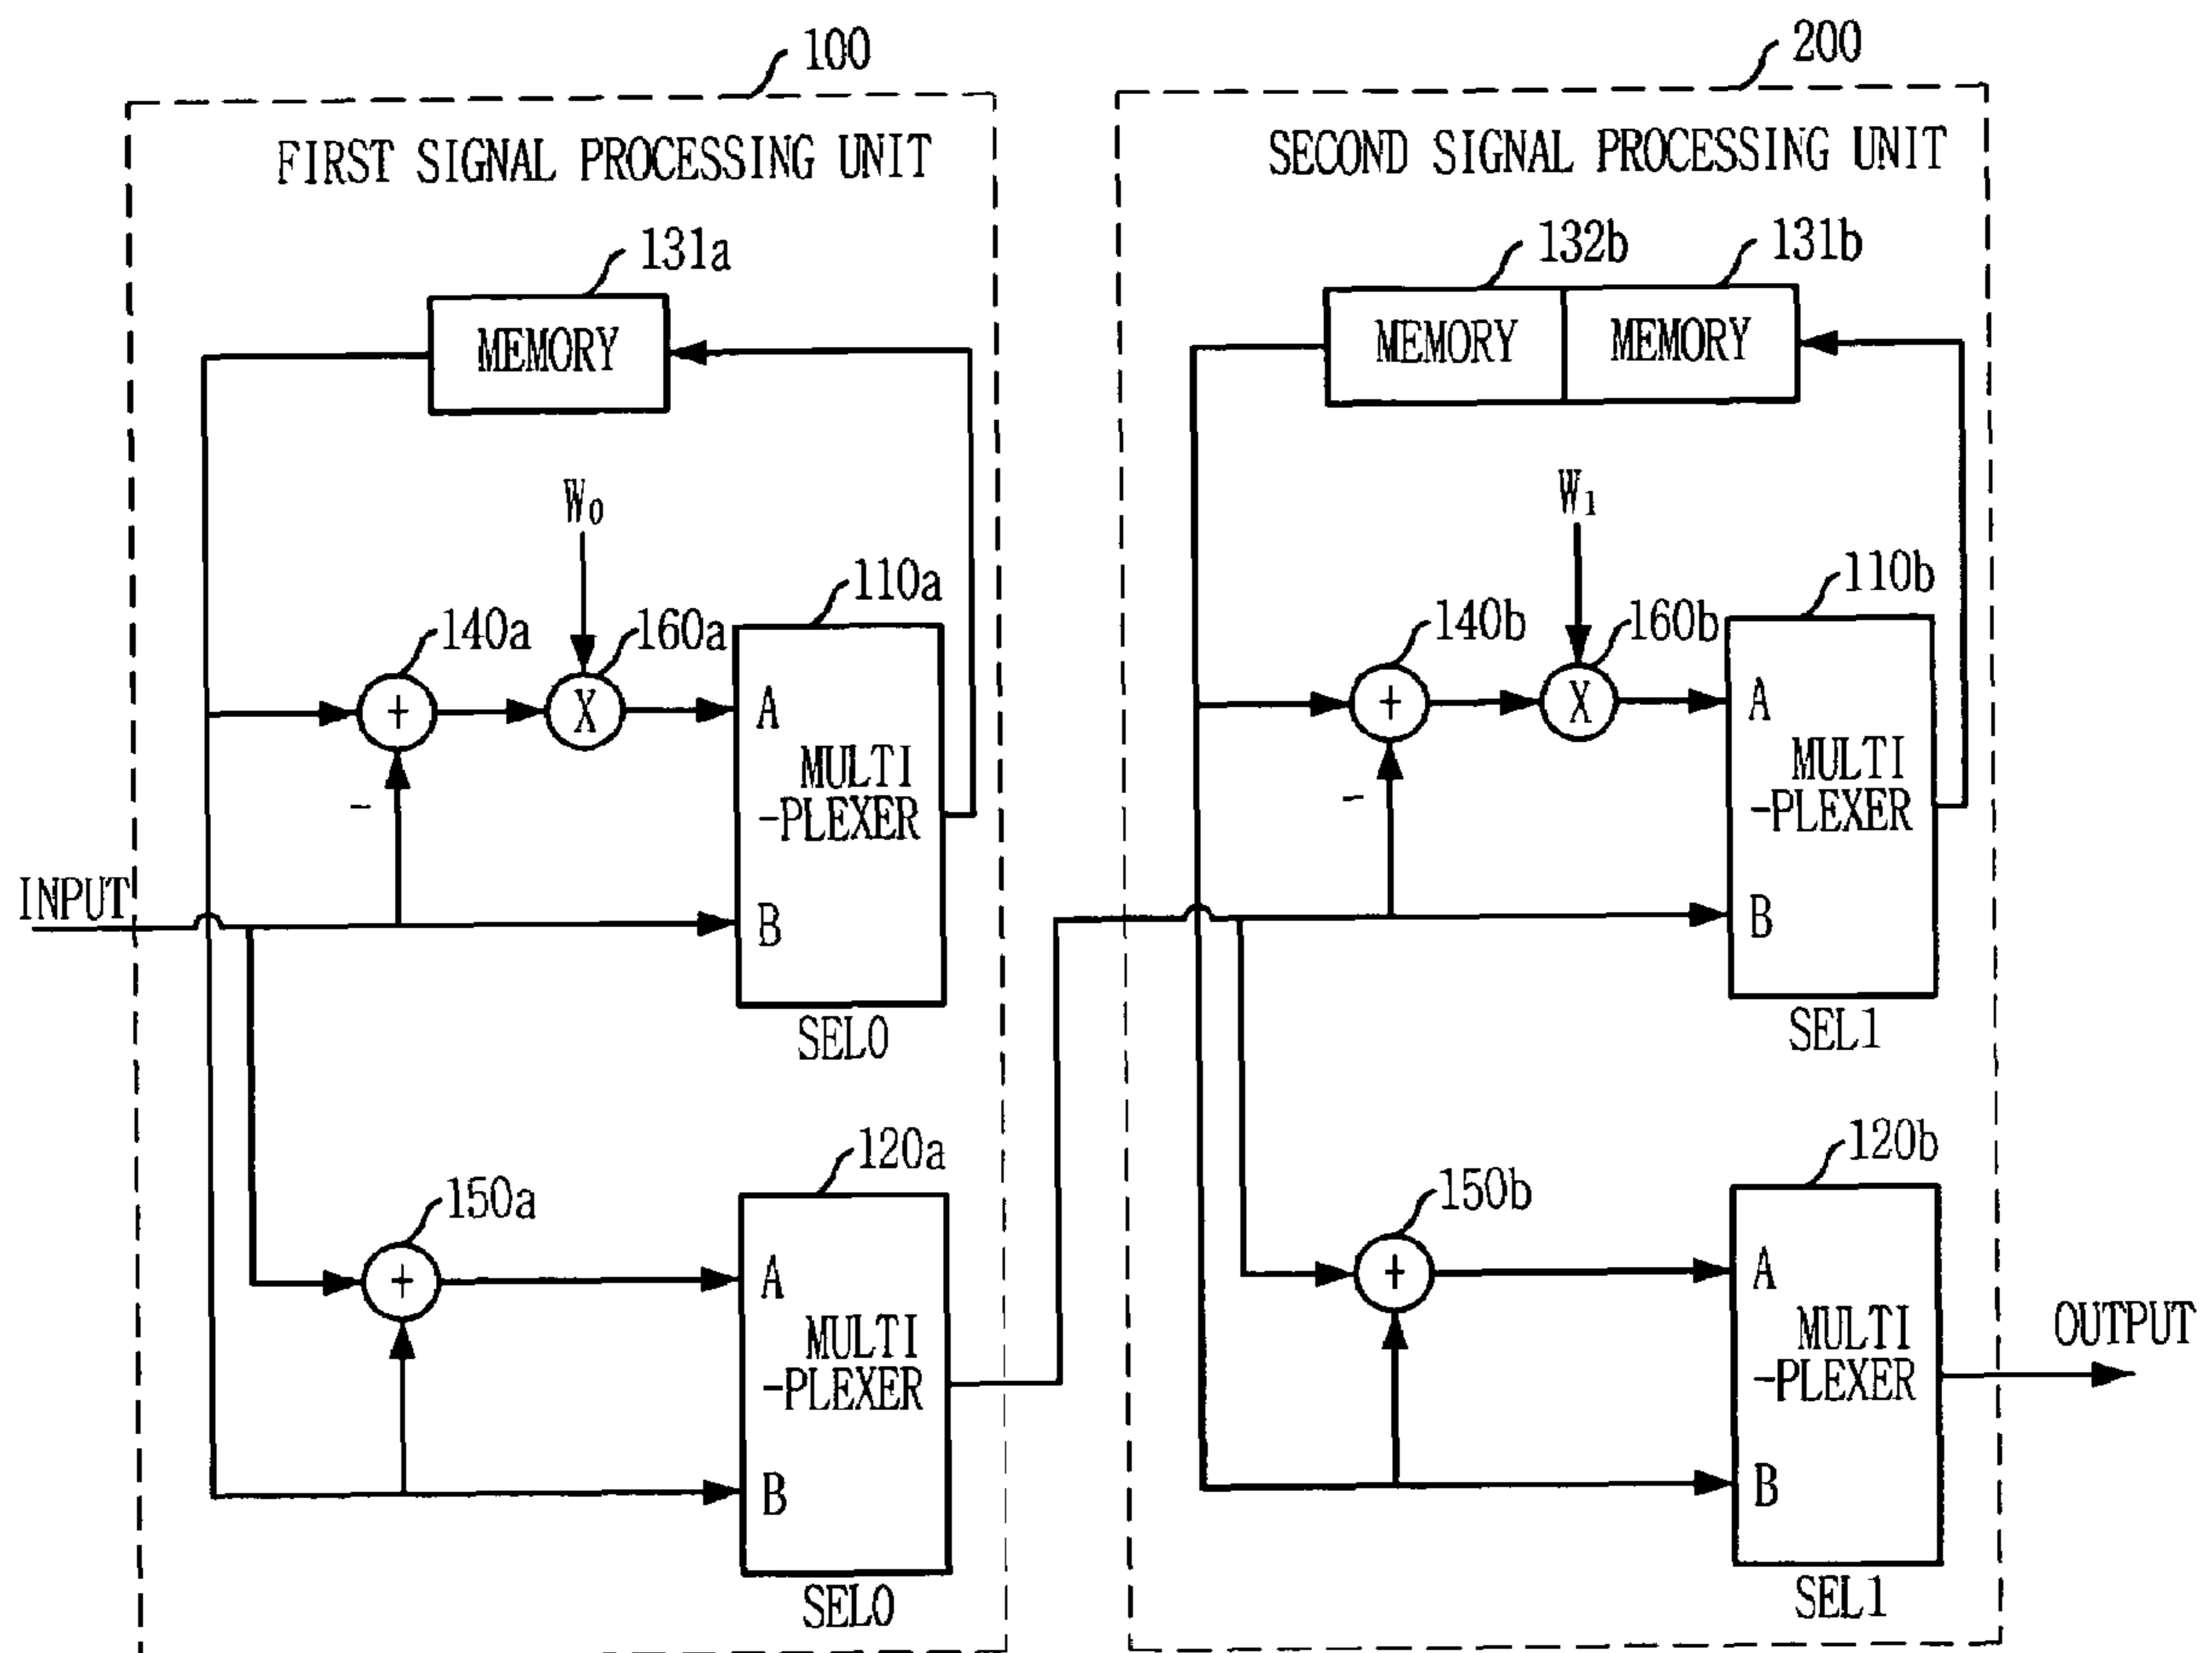 100
200
FIRST SIGNAL PROCESSING UNIT
SECOND SIGNAL PROCESSING UNIT
131a
132b
131b
MEMORY
MEMORY
MEMORY
W0
W1
110a
110b
140a
160a
140b
160b
+
X
A
+
X
A
MULTI
-PLEXER
MULTI
-PLEXER
-
-
INPUT
B
B
SEL0
SEL1
120a
120b
150a
150b
+
A
+
A
MULTI
-PLEXER
MULTI
-PLEXER
OUTPUT
B
B
SEL0
SEL1